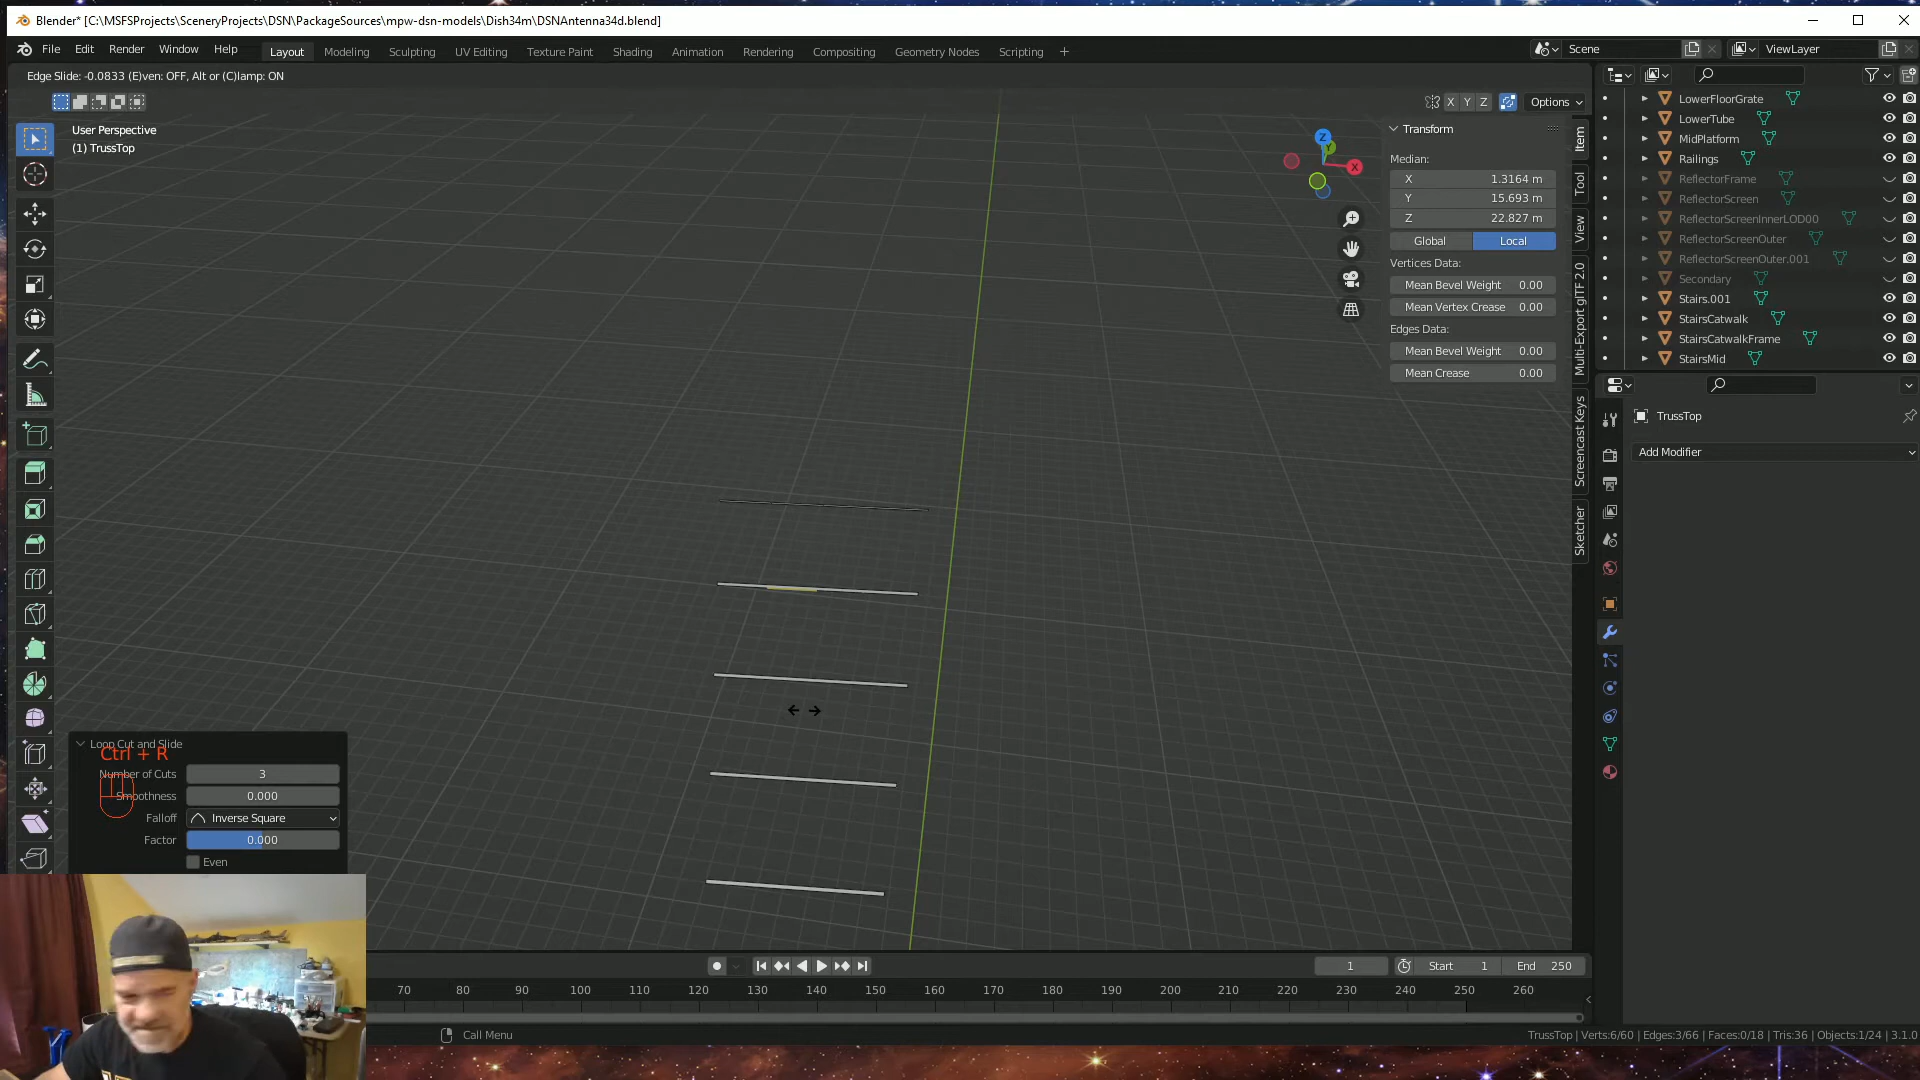 Blender* [C:\MSFSProjects\SceneryProjects\DSN\PackageSources\mpw-dsn-models\Dish34m\DSNAntenna34d.blend]
File Edit Render Window Help Layout Modeling Sculpting UV Editing Texture Paint Shading Animation Rendering Compositing Geometry Nodes Scripting + Scene ViewLayer
Edge Slide: -0.0833 (E)ven: OFF, Alt or (C)lamp: ON
X Y Z Options
User Perspective
(1) TrussTop
Z
Y
X
Transform
Median:
X 1.3164 m
Y 15.693 m
Z 22.827 m
Global Local
Vertices Data:
Mean Bevel Weight 0.00
Mean Vertex Crease 0.00
Edges Data:
Mean Bevel Weight 0.00
Mean Crease 0.00
Item
Tool
View
Multi-Export glTF 2.0
Screencast Keys
Sketcher
LowerFloorGrate
LowerTube
MidPlatform
Railings
ReflectorFrame
ReflectorScreen
ReflectorScreenInnerLOD00
ReflectorScreenOuter
ReflectorScreenOuter.001
Secondary
Stairs.001
StairsCatwalk
StairsCatwalkFrame
StairsMid
TrussTop
Add Modifier
Loop Cut and Slide
Ctrl + R
Number of Cuts 3
Smoothness 0.000
Falloff Inverse Square
Factor 0.000
Even
1 Start 1 End 250
70 80 90 100 110 120 130 140 150 160 170 180 190 200 210 220 230 240 250 260
Call Menu
TrussTop | Verts:6/60 | Edges:3/66 | Faces:0/18 | Tris:36 | Objects:1/24 | 3.1.0